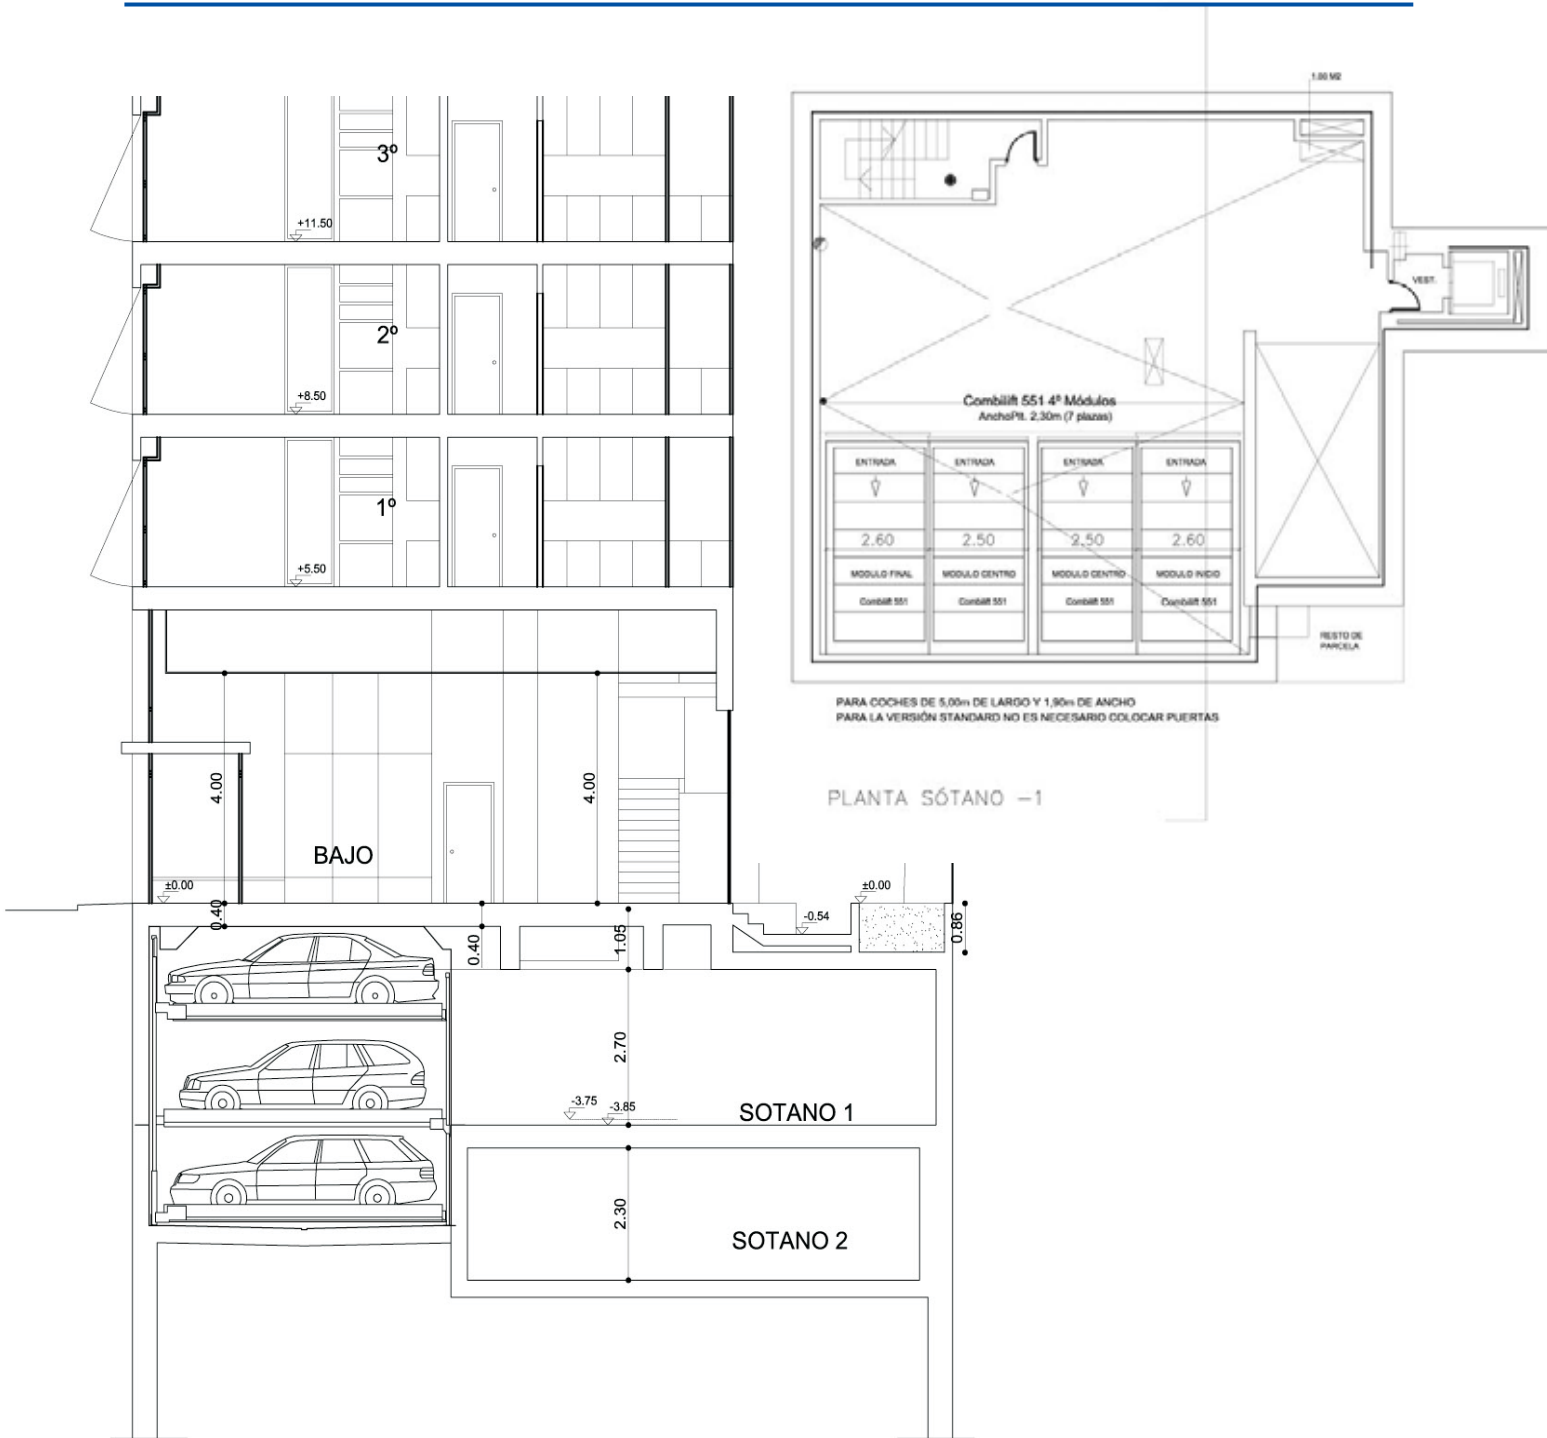 3º
+11.50
2º
+8.50
1º
+5.50
4.00
4.00
BAJO
±0.00
±0.00
-0.54
0.40
0.40
1.05
0.86
2.70
-3.75
-3.85
SOTANO 1
2.30
SOTANO 2
1.00 M2
VEST.
Combilift 551 4ª Módulos
AnchoPlt. 2,30m (7 plazas)
ENTRADA ENTRADA ENTRADA ENTRADA
2.60 2.50 2.50 2.60
MODULO FINAL MODULO CENTRO MODULO CENTRO MODULO INICIO
Combilift 551 Combilift 551 Combilift 551 Combilift 551
RESTO DE
PARCELA
PARA COCHES DE 5,00m DE LARGO Y 1,90m DE ANCHO
PARA LA VERSIÓN STANDARD NO ES NECESARIO COLOCAR PUERTAS
PLANTA SÓTANO -1